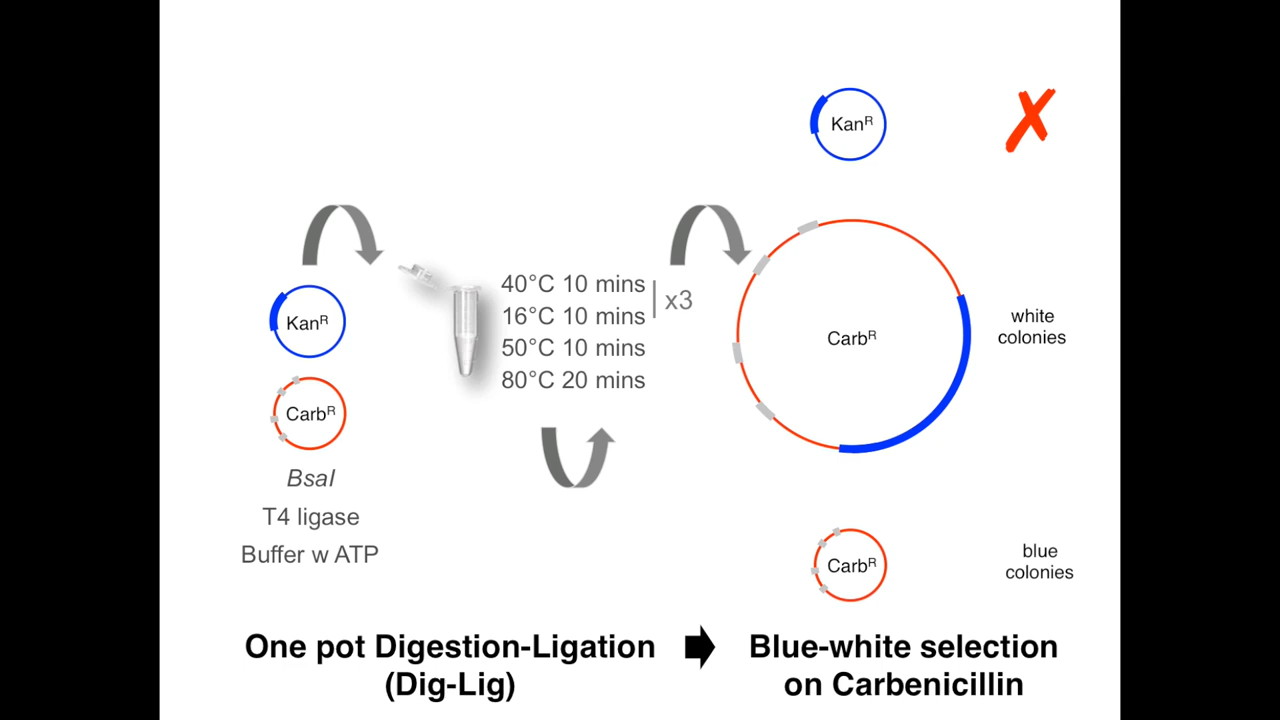 Kanᴿ
Carbᴿ
BsaI
T4 ligase
Buffer w ATP
40°C 10 mins
16°C 10 mins
x3
50°C 10 mins
80°C 20 mins
Kanᴿ
✗
Carbᴿ
white
colonies
Carbᴿ
blue
colonies
One pot Digestion-Ligation
(Dig-Lig)
Blue-white selection
on Carbenicillin